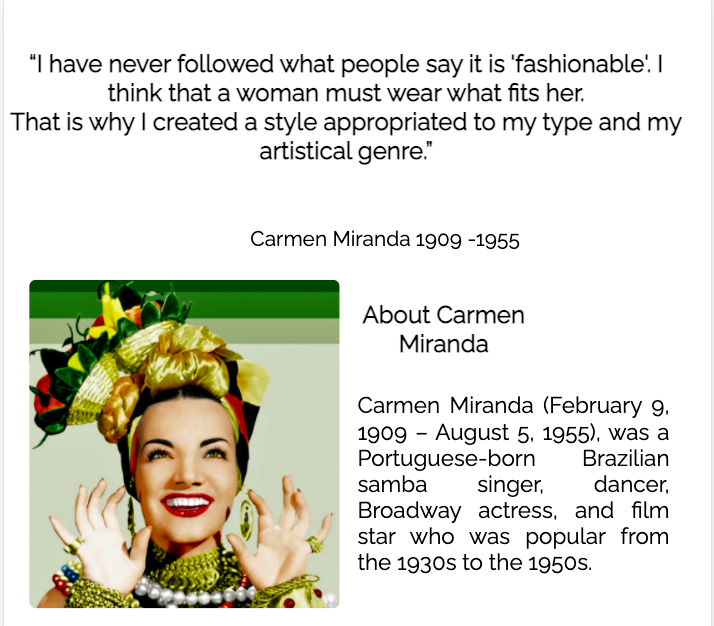 “I have never followed what people say it is 'fashionable'. I
think that a woman must wear what fits her.
That is why I created a style appropriated to my type and my
artistical genre.”
Carmen Miranda 1909 -1955
About Carmen
Miranda
Carmen Miranda (February 9,
1909 – August 5, 1955), was a
Portuguese-born Brazilian
samba singer, dancer,
Broadway actress, and film
star who was popular from
the 1930s to the 1950s.